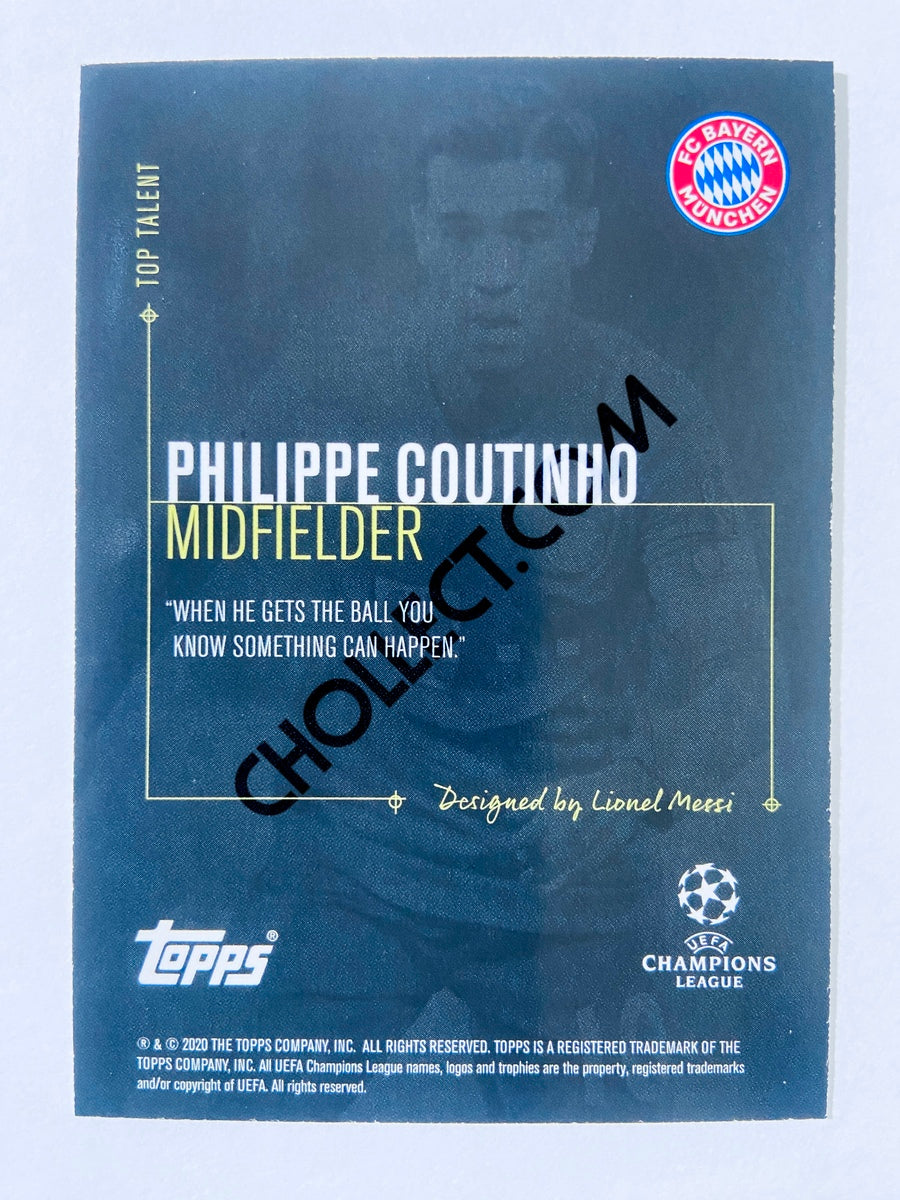 TOP TALENT
FC BAYERN
MÜNCHEN
PHILIPPE COUTINHO
MIDFIELDER
“WHEN HE GETS THE BALL YOU
KNOW SOMETHING CAN HAPPEN.”
CHOLLECT.COM
Designed by Lionel Messi
topps®
UEFA
CHAMPIONS
LEAGUE
® & © 2020 THE TOPPS COMPANY, INC. ALL RIGHTS RESERVED. TOPPS IS A REGISTERED TRADEMARK OF THE
TOPPS COMPANY, INC. All UEFA Champions League names, logos and trophies are the property, registered trademarks
and/or copyright of UEFA. All rights reserved.